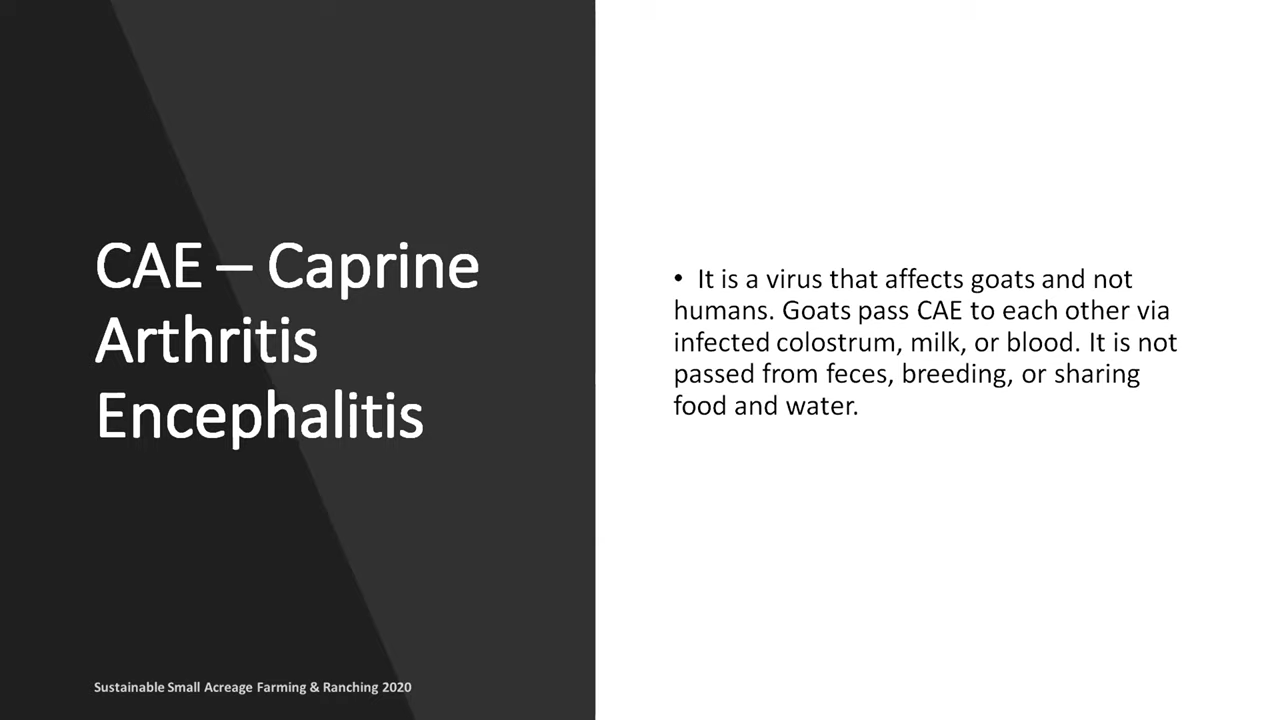 CAE – Caprine
Arthritis
Encephalitis
• It is a virus that affects goats and not
humans. Goats pass CAE to each other via
infected colostrum, milk, or blood. It is not
passed from feces, breeding, or sharing
food and water.
Sustainable Small Acreage Farming & Ranching 2020